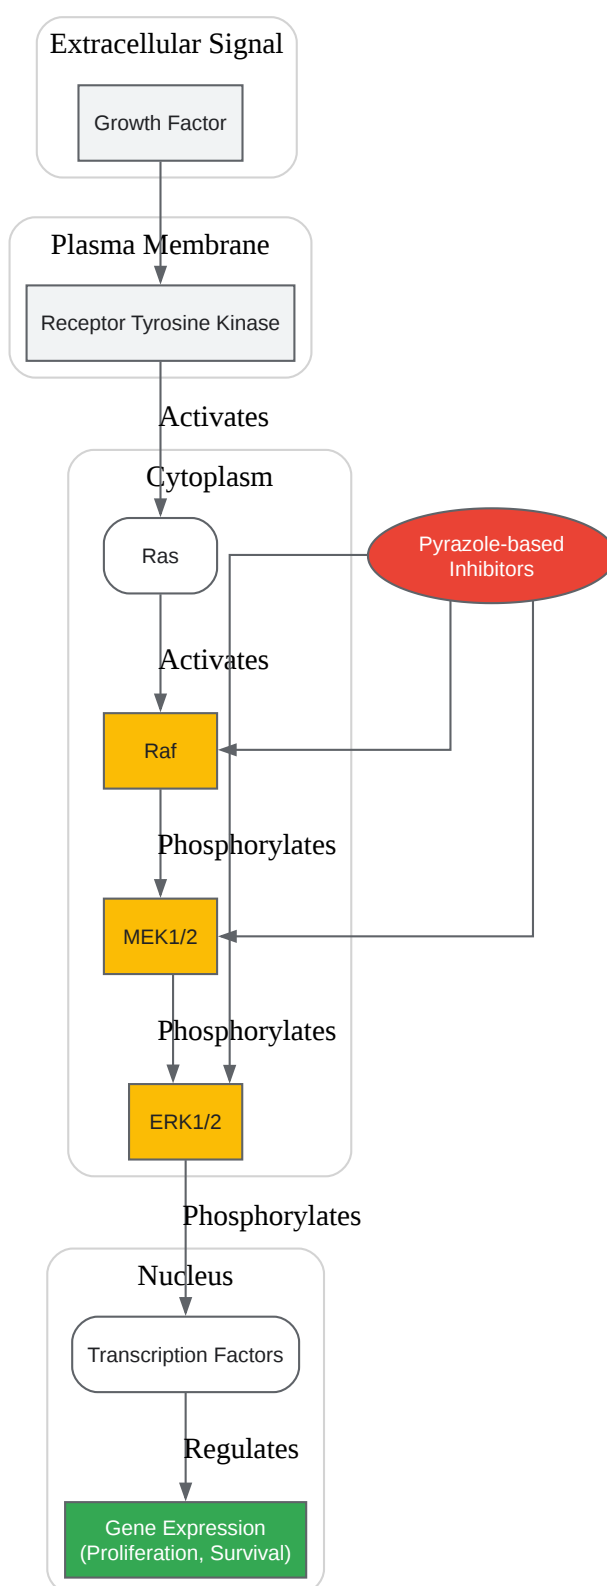 Extracellular Signal
Growth Factor
Plasma Membrane
Receptor Tyrosine Kinase
Activates
Cytoplasm
Ras
Pyrazole-based
Inhibitors
Activates
Raf
Phosphorylates
MEK1/2
Phosphorylates
ERK1/2
Phosphorylates
Nucleus
Transcription Factors
Regulates
Gene Expression
(Proliferation, Survival)